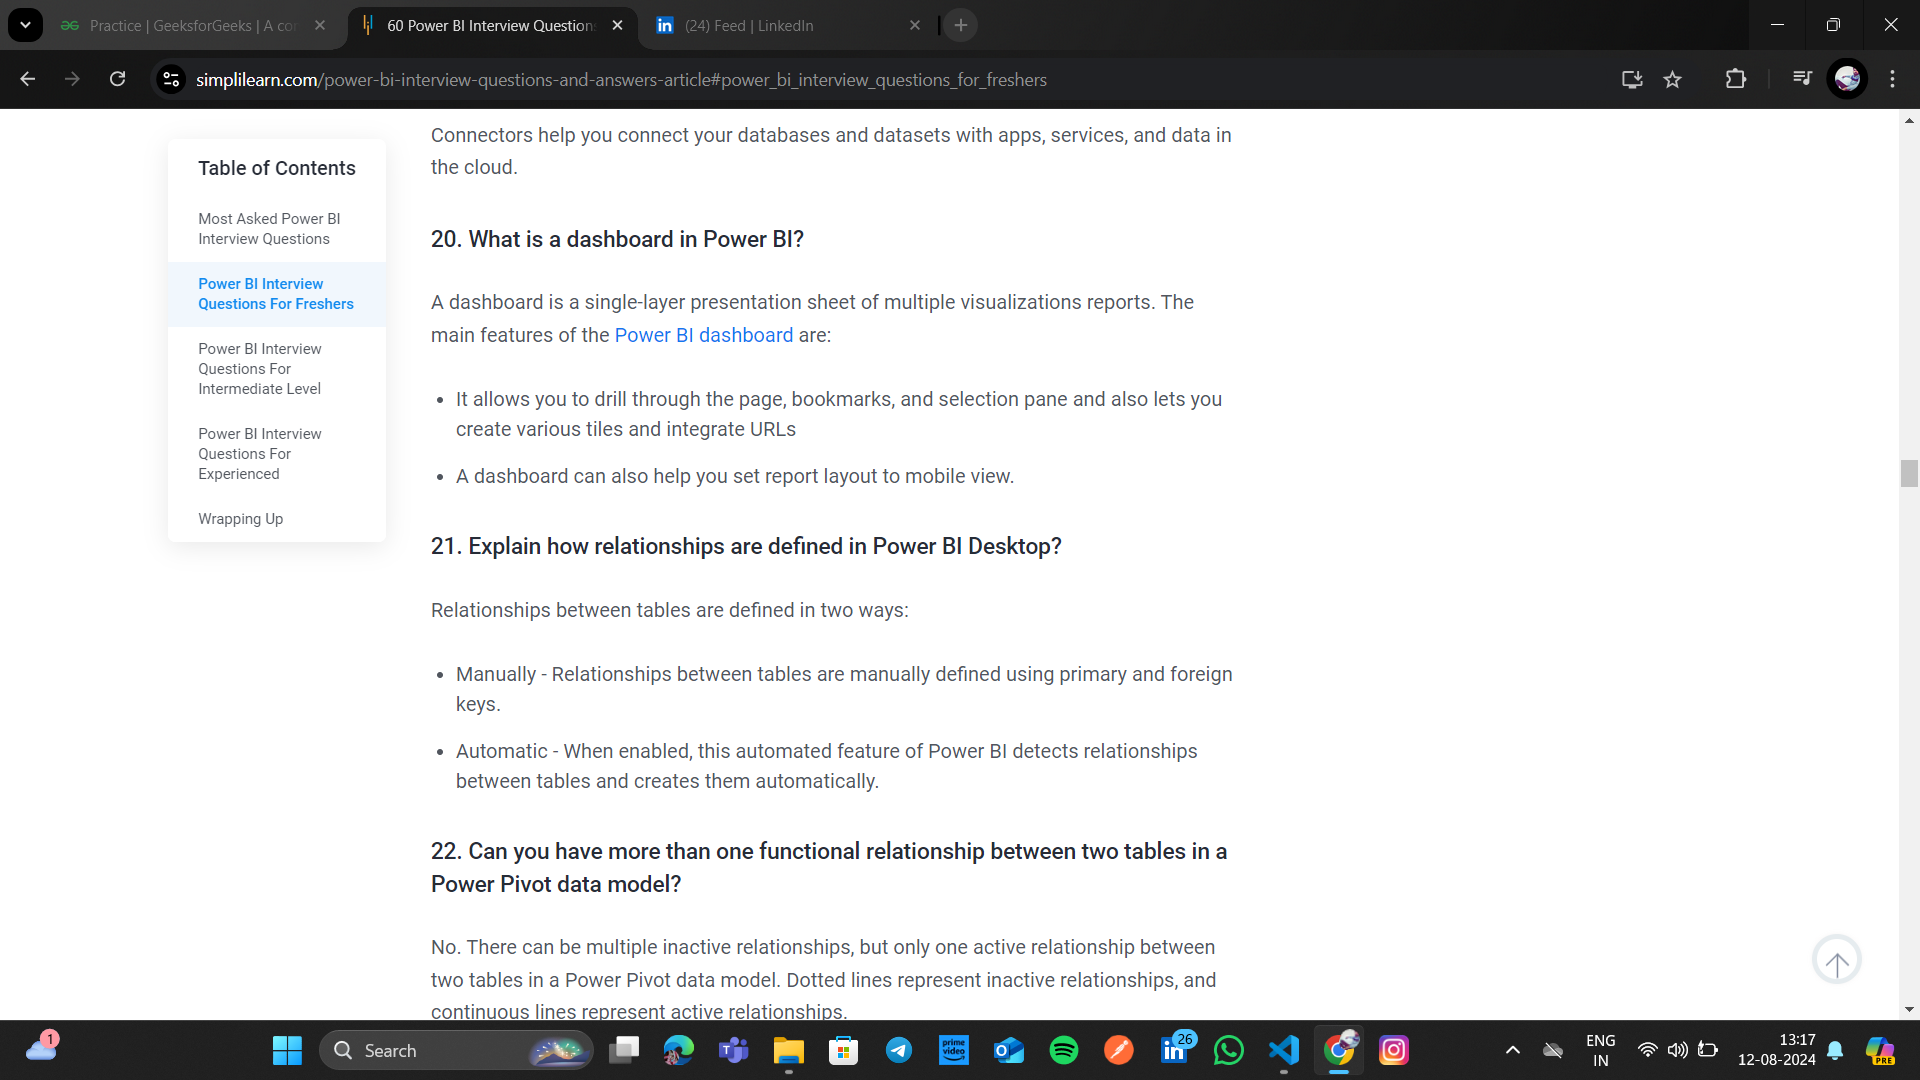 Practice | GeeksforGeeks | A co
60 Power BI Interview Question
(24) Feed | LinkedIn
simplilearn.com/power-bi-interview-questions-and-answers-article#power_bi_interview_questions_for_freshers
Table of Contents
Most Asked Power BI
Interview Questions
Power BI Interview
Questions For Freshers
Power BI Interview
Questions For
Intermediate Level
Power BI Interview
Questions For
Experienced
Wrapping Up
Connectors help you connect your databases and datasets with apps, services, and data in
the cloud.
20. What is a dashboard in Power BI?
A dashboard is a single-layer presentation sheet of multiple visualizations reports. The
main features of the Power BI dashboard are:
• It allows you to drill through the page, bookmarks, and selection pane and also lets you
create various tiles and integrate URLs
• A dashboard can also help you set report layout to mobile view.
21. Explain how relationships are defined in Power BI Desktop?
Relationships between tables are defined in two ways:
• Manually - Relationships between tables are manually defined using primary and foreign
keys.
• Automatic - When enabled, this automated feature of Power BI detects relationships
between tables and creates them automatically.
22. Can you have more than one functional relationship between two tables in a
Power Pivot data model?
No. There can be multiple inactive relationships, but only one active relationship between
two tables in a Power Pivot data model. Dotted lines represent inactive relationships, and
continuous lines represent active relationships.
1
Search
prime
video
26
ENG
IN
13:17
12-08-2024
PRE